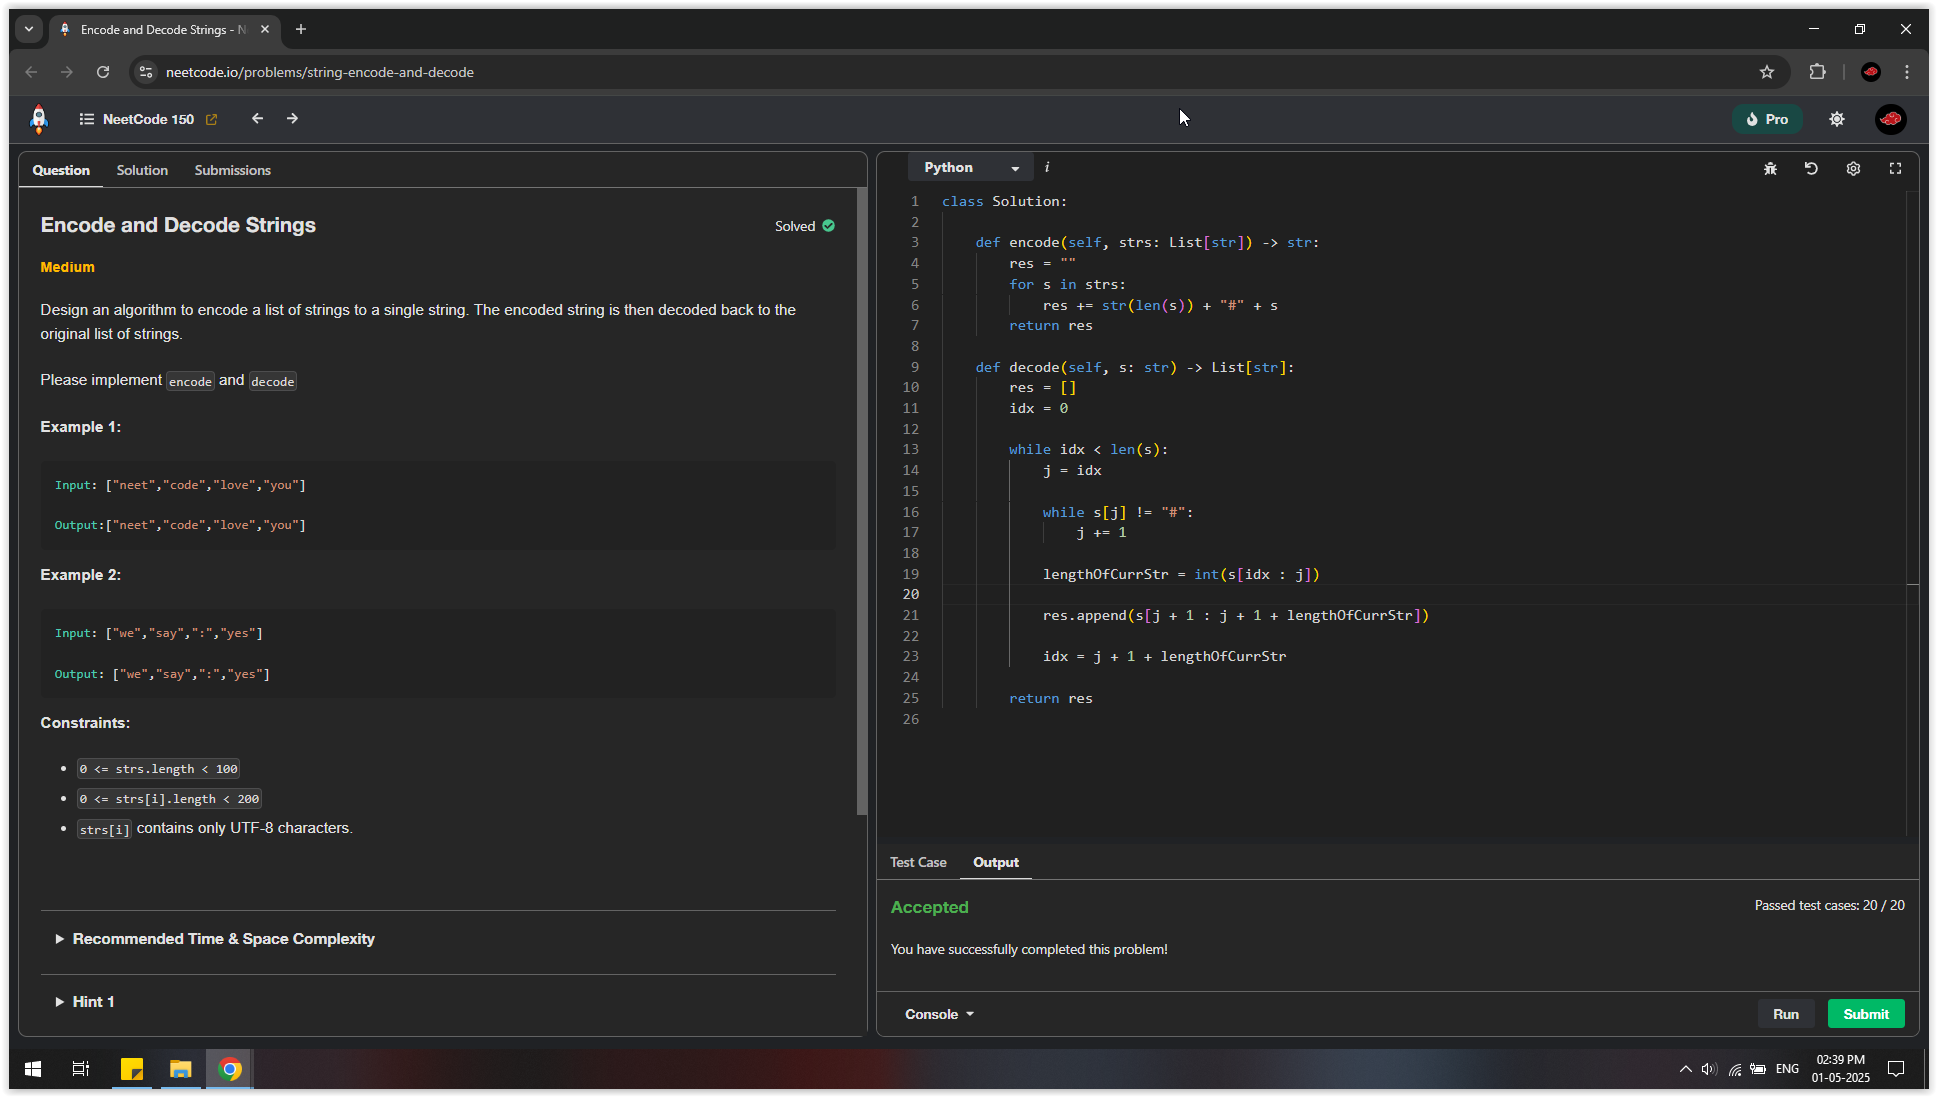 Encode and Decode Strings - N
neetcode.io/problems/string-encode-and-decode
NeetCode 150
Pro
Question Solution Submissions
Encode and Decode Strings
Solved
Medium
Design an algorithm to encode a list of strings to a single string. The encoded string is then decoded back to the
original list of strings.
Please implement encode and decode
Example 1:
Input: ["neet","code","love","you"]
Output:["neet","code","love","you"]
Example 2:
Input: ["we","say",":","yes"]
Output: ["we","say",":","yes"]
Constraints:
• 0 <= strs.length < 100
• 0 <= strs[i].length < 200
• strs[i] contains only UTF-8 characters.
Recommended Time & Space Complexity
Hint 1
Python i
1 class Solution:
2
3     def encode(self, strs: List[str]) -> str:
4         res = ""
5         for s in strs:
6             res += str(len(s)) + "#" + s
7         return res
8
9     def decode(self, s: str) -> List[str]:
10         res = []
11         idx = 0
12
13         while idx < len(s):
14             j = idx
15
16             while s[j] != "#":
17                 j += 1
18
19             lengthOfCurrStr = int(s[idx : j])
20
21             res.append(s[j + 1 : j + 1 + lengthOfCurrStr])
22
23             idx = j + 1 + lengthOfCurrStr
24
25         return res
26
Test Case Output
Accepted
Passed test cases: 20 / 20
You have successfully completed this problem!
Console
Run
Submit
ENG
02:39 PM
01-05-2025